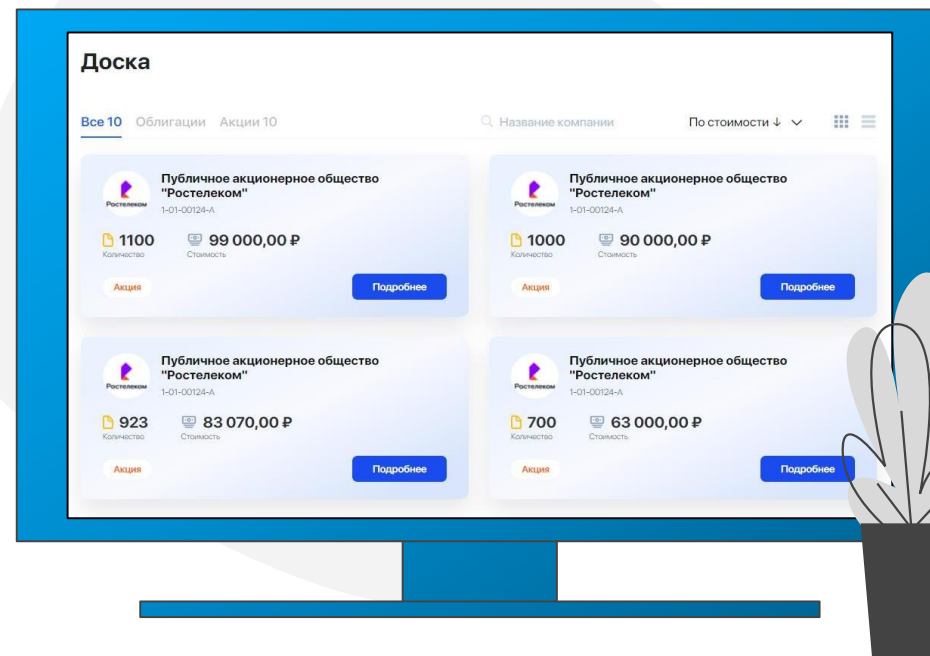 Доска
Все 10 Облигации Акции 10 Название компании По стоимости ↓
Публичное акционерное общество
"Ростелеком"
Ростелеком
1-01-00124-А
1100 99 000,00 ₽
Количество Стоимость
Акция Подробнее
Публичное акционерное общество
"Ростелеком"
Ростелеком
1-01-00124-А
1000 90 000,00 ₽
Количество Стоимость
Акция Подробнее
Публичное акционерное общество
"Ростелеком"
Ростелеком
1-01-00124-А
923 83 070,00 ₽
Количество Стоимость
Акция Подробнее
Публичное акционерное общество
"Ростелеком"
Ростелеком
1-01-00124-А
700 63 000,00 ₽
Количество Стоимость
Акция Подробнее